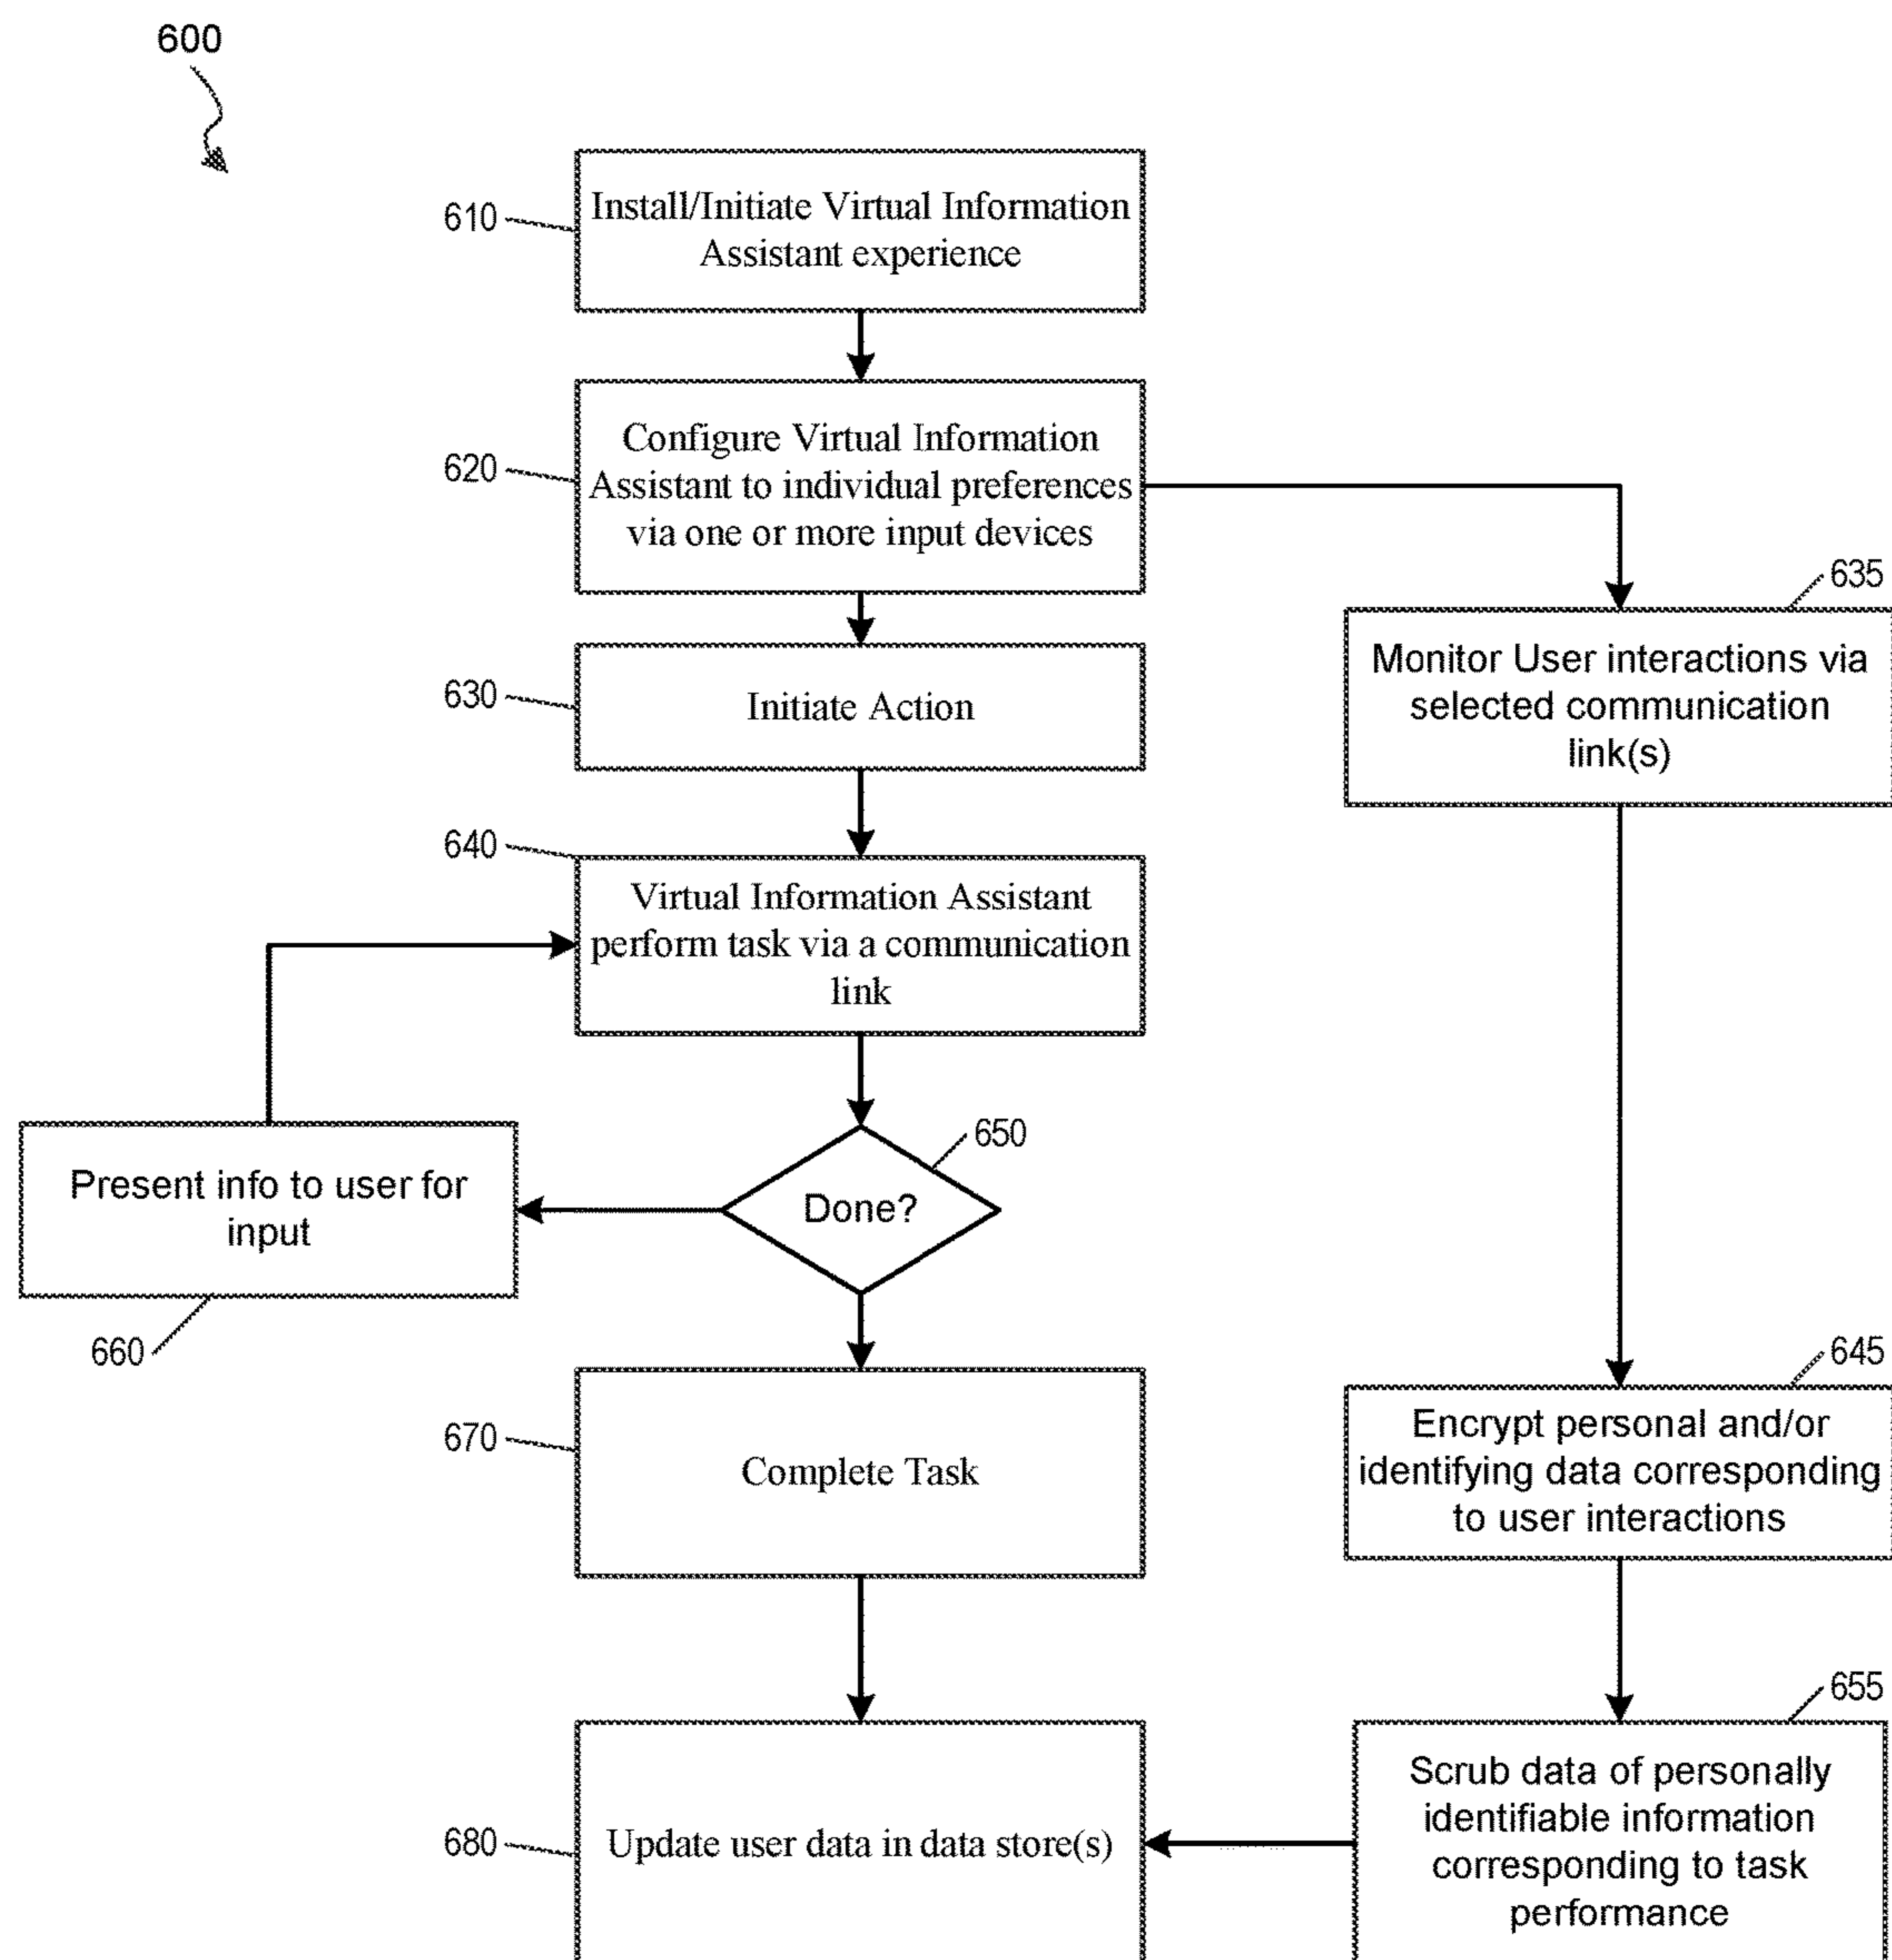 600
610
Install/Initiate Virtual Information
Assistant experience
620
Configure Virtual Information
Assistant to individual preferences
via one or more input devices
635
Monitor User interactions via
selected communication
link(s)
630
Initiate Action
640
Virtual Information Assistant
perform task via a communication
link
650
Done?
Present info to user for
input
660
670
Complete Task
645
Encrypt personal and/or
identifying data corresponding
to user interactions
655
Scrub data of personally
identifiable information
corresponding to task
performance
680
Update user data in data store(s)